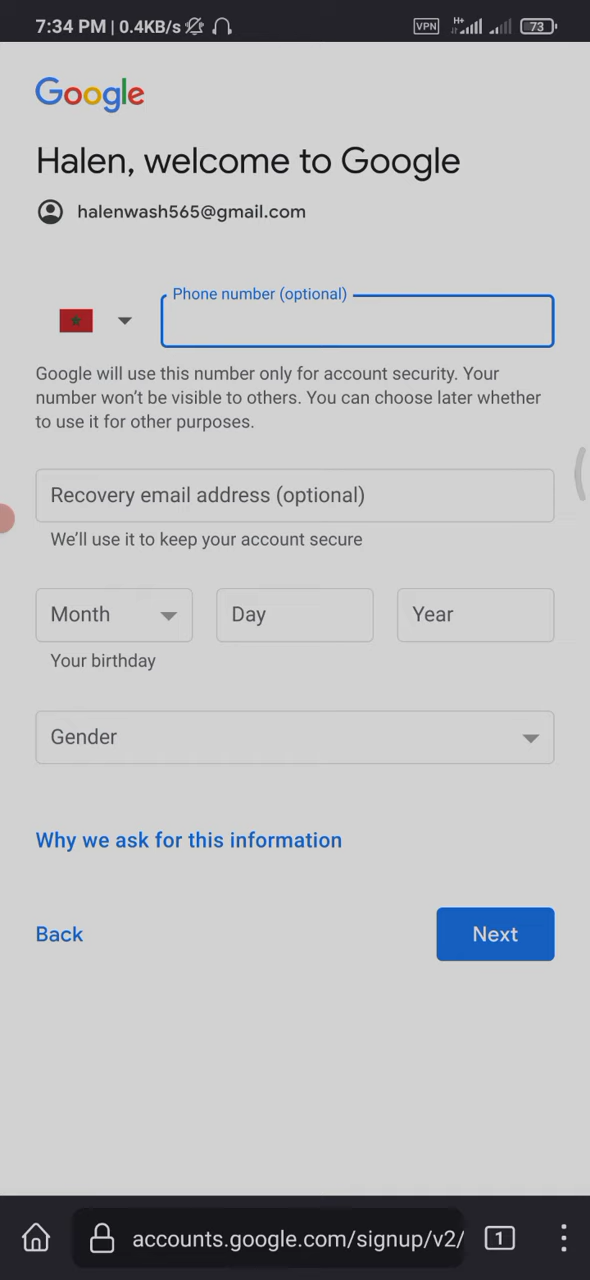 7:34 PM | 0.4KB/s VPN H+ 73
Google
Halen, welcome to Google
halenwash565@gmail.com
Phone number (optional)
Google will use this number only for account security. Your
number won't be visible to others. You can choose later whether
to use it for other purposes.
Recovery email address (optional)
We'll use it to keep your account secure
Month Day Year
Your birthday
Gender
Why we ask for this information
Back Next
accounts.google.com/signup/v2/ 1